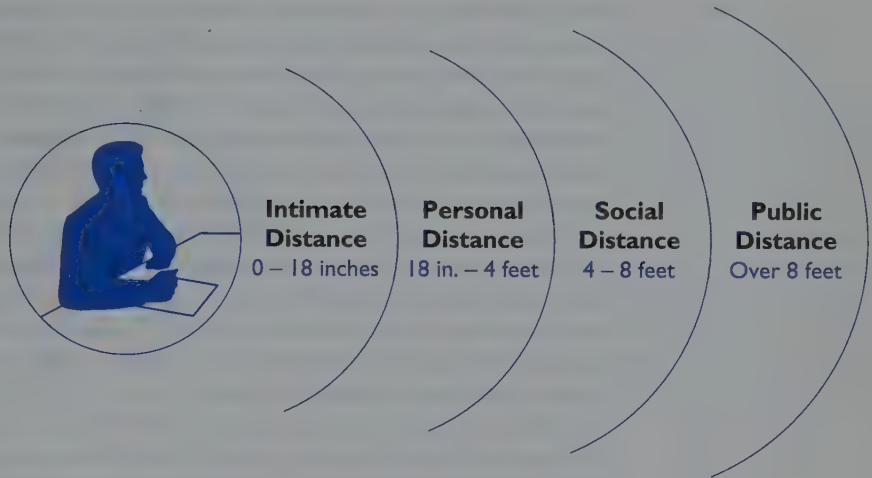 Intimate
Distance
0 – 18 inches
Personal
Distance
18 in. – 4 feet
Social
Distance
4 – 8 feet
Public
Distance
Over 8 feet